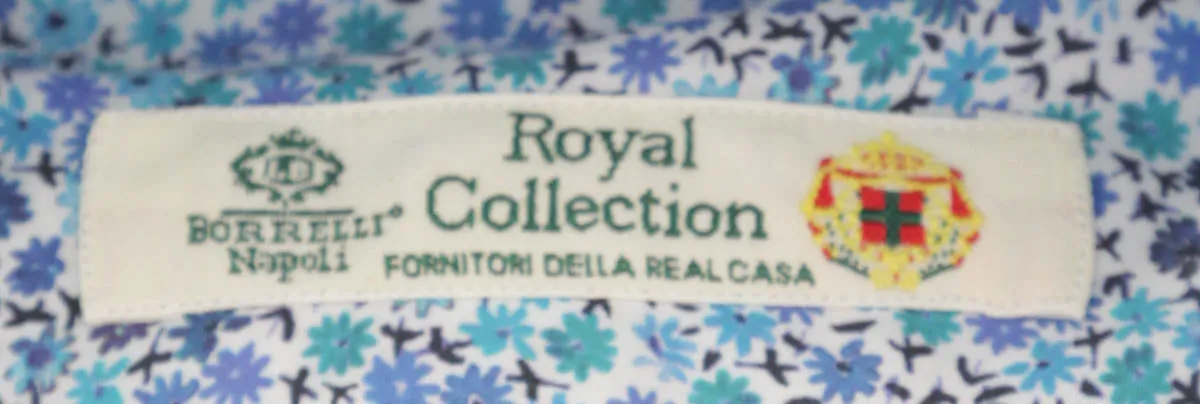 BORRELLI
Napoli
Royal
Collection
FORNITORI DELLA REAL CASA